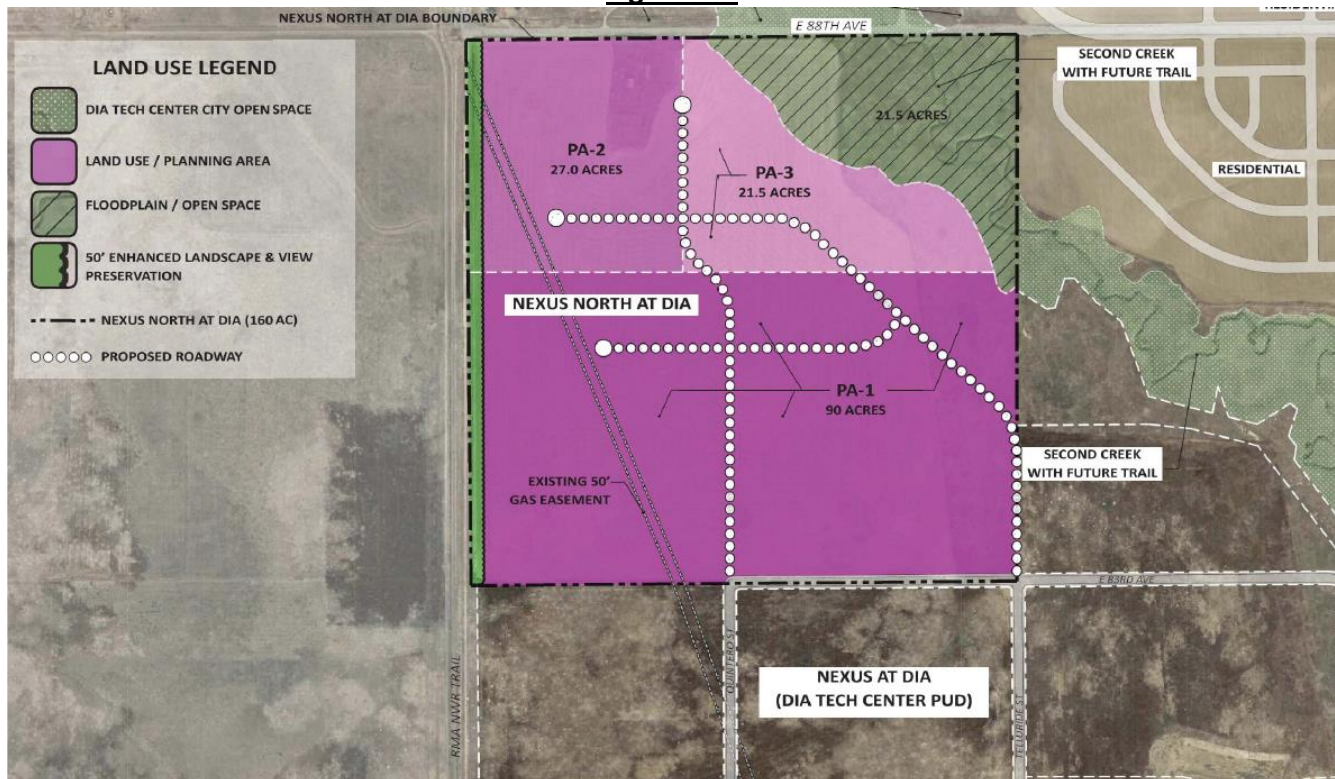 NEXUS NORTH AT DIA BOUNDARY
E 88TH AVE
LAND USE LEGEND
DIA TECH CENTER CITY OPEN SPACE
LAND USE / PLANNING AREA
FLOODPLAIN / OPEN SPACE
50' ENHANCED LANDSCAPE & VIEW
PRESERVATION
NEXUS NORTH AT DIA (160 AC)
PROPOSED ROADWAY
SECOND CREEK
WITH FUTURE TRAIL
21.5 ACRES
RESIDENTIAL
PA-2
27.0 ACRES
PA-3
21.5 ACRES
NEXUS NORTH AT DIA
PA-1
90 ACRES
EXISTING 50'
GAS EASEMENT
SECOND CREEK
WITH FUTURE TRAIL
E 83RD AVE
RMA NWR TRAIL
QUINTERO ST
TELLURIDE ST
NEXUS AT DIA
(DIA TECH CENTER PUD)